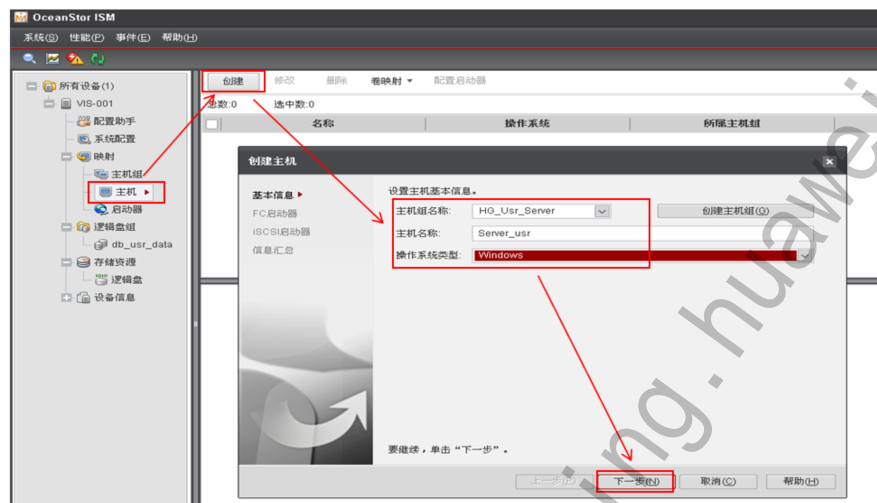 OceanStor ISM
系统(S) 性能(P) 事件(E) 帮助(H)
所有设备(1)
VIS-001
配置助手
系统配置
映射
主机组
主机
启动器
逻辑盘组
db_usr_data
存储资源
逻辑盘
设备信息
创建 修改 删除 卷映射 配置启动器
总数:0 选中数:0
名称 操作系统 所属主机组
创建主机
基本信息
FC启动器
iSCSI启动器
信息汇总
设置主机基本信息。
主机组名称: HG_Usr_Server 创建主机组(G)
主机名称: Server_usr
操作系统类型: Windows
要继续，单击“下一步”。
上一步(P) 下一步(N) 取消(C) 帮助(H)
ing.huawei